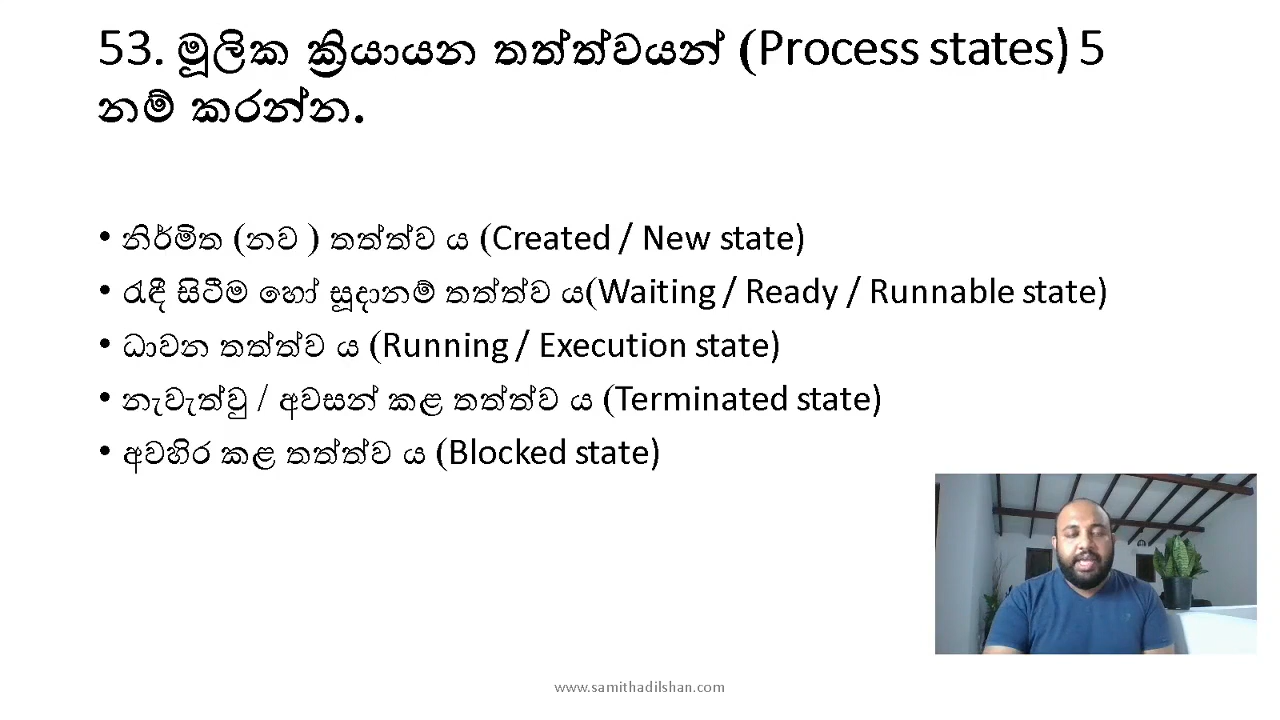 53. මූලික ක්‍රියායන තත්ත්වයන් (Process states) 5
නම් කරන්න.
• නිර්මිත (නව ) තත්ත්ව ය (Created / New state)
• රැඳී සිටීම හෝ සූදානම් තත්ත්ව ය(Waiting / Ready / Runnable state)
• ධාවන තත්ත්ව ය (Running / Execution state)
• නැවැත්වු / අවසන් කළ තත්ත්ව ය (Terminated state)
• අවහිර කළ තත්ත්ව ය (Blocked state)
www.samithadilshan.com